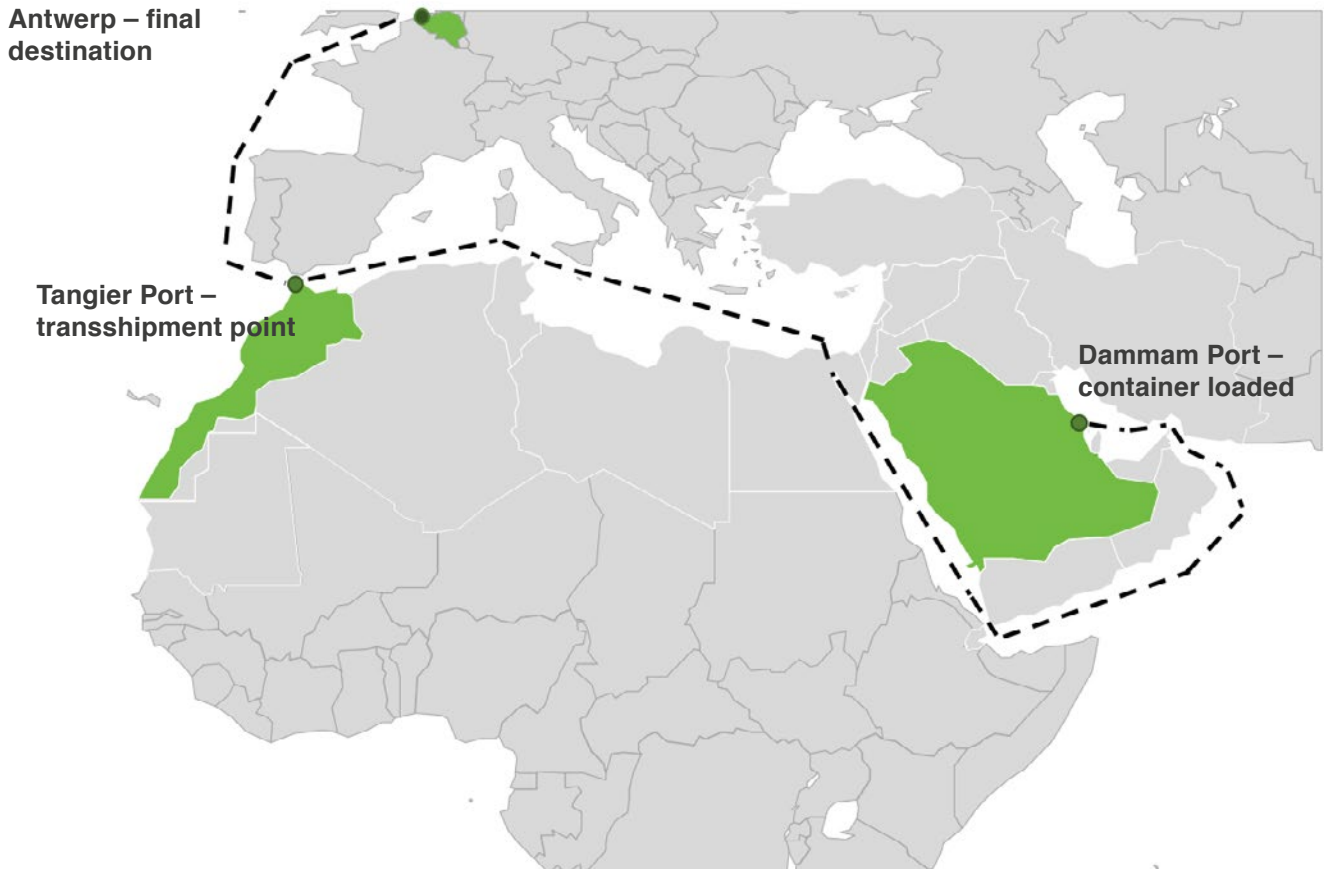 Antwerp – final
destination
Tangier Port –
transshipment point
Dammam Port –
container loaded